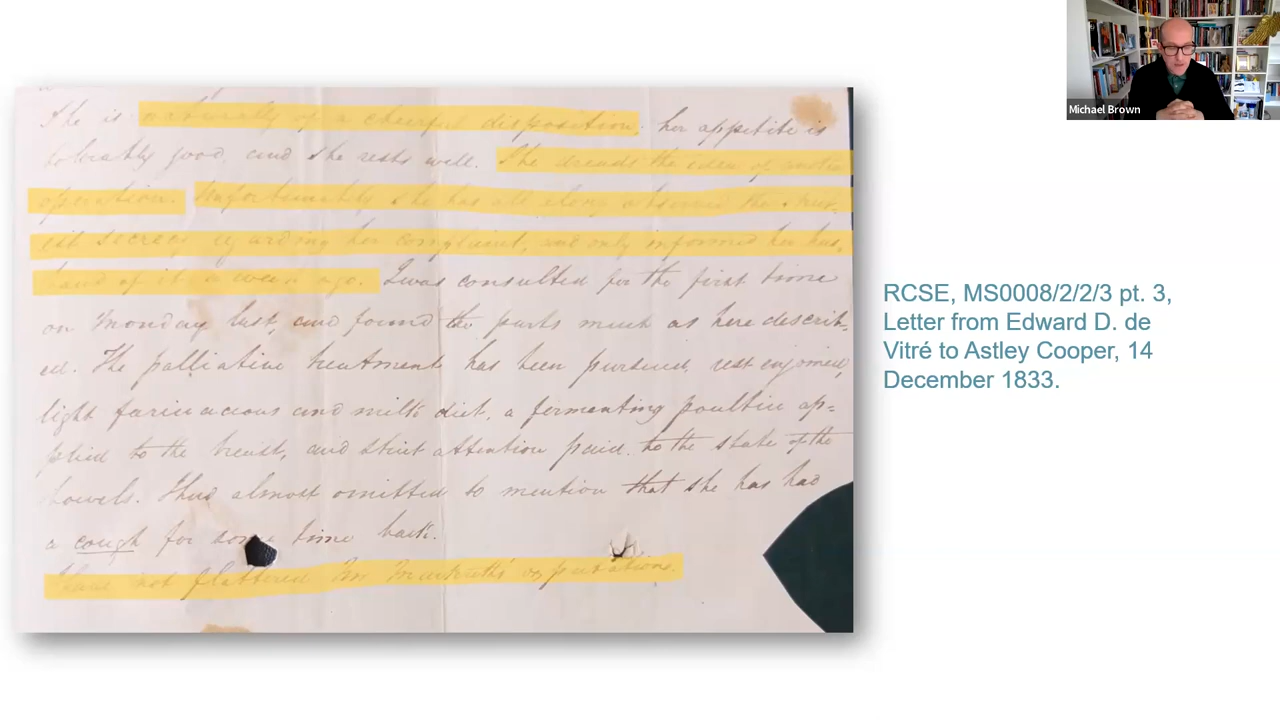 Michael Brown
She is naturally of a cheerful disposition, her appetite is
tolerably good, and she rests well. She dreads the idea of
operation. Unfortunately she has all along observed the
secrecy regarding her complaint, and only informed her hus,
band of it a week ago. I was consulted for the first time
on Monday last, and found the parts much as here describ,
ed. The palliative treatment has been pursued, rest enjoined,
light farinaceous and milk diet, a fermenting poultice ap=
plied to the breast, and strict attention paid to the state of the
bowels. I had almost omitted to mention that she has had
a cough for some time back.
I have not flattered expectations.
RCSE, MS0008/2/2/3 pt. 3,
Letter from Edward D. de
Vitré to Astley Cooper, 14
December 1833.